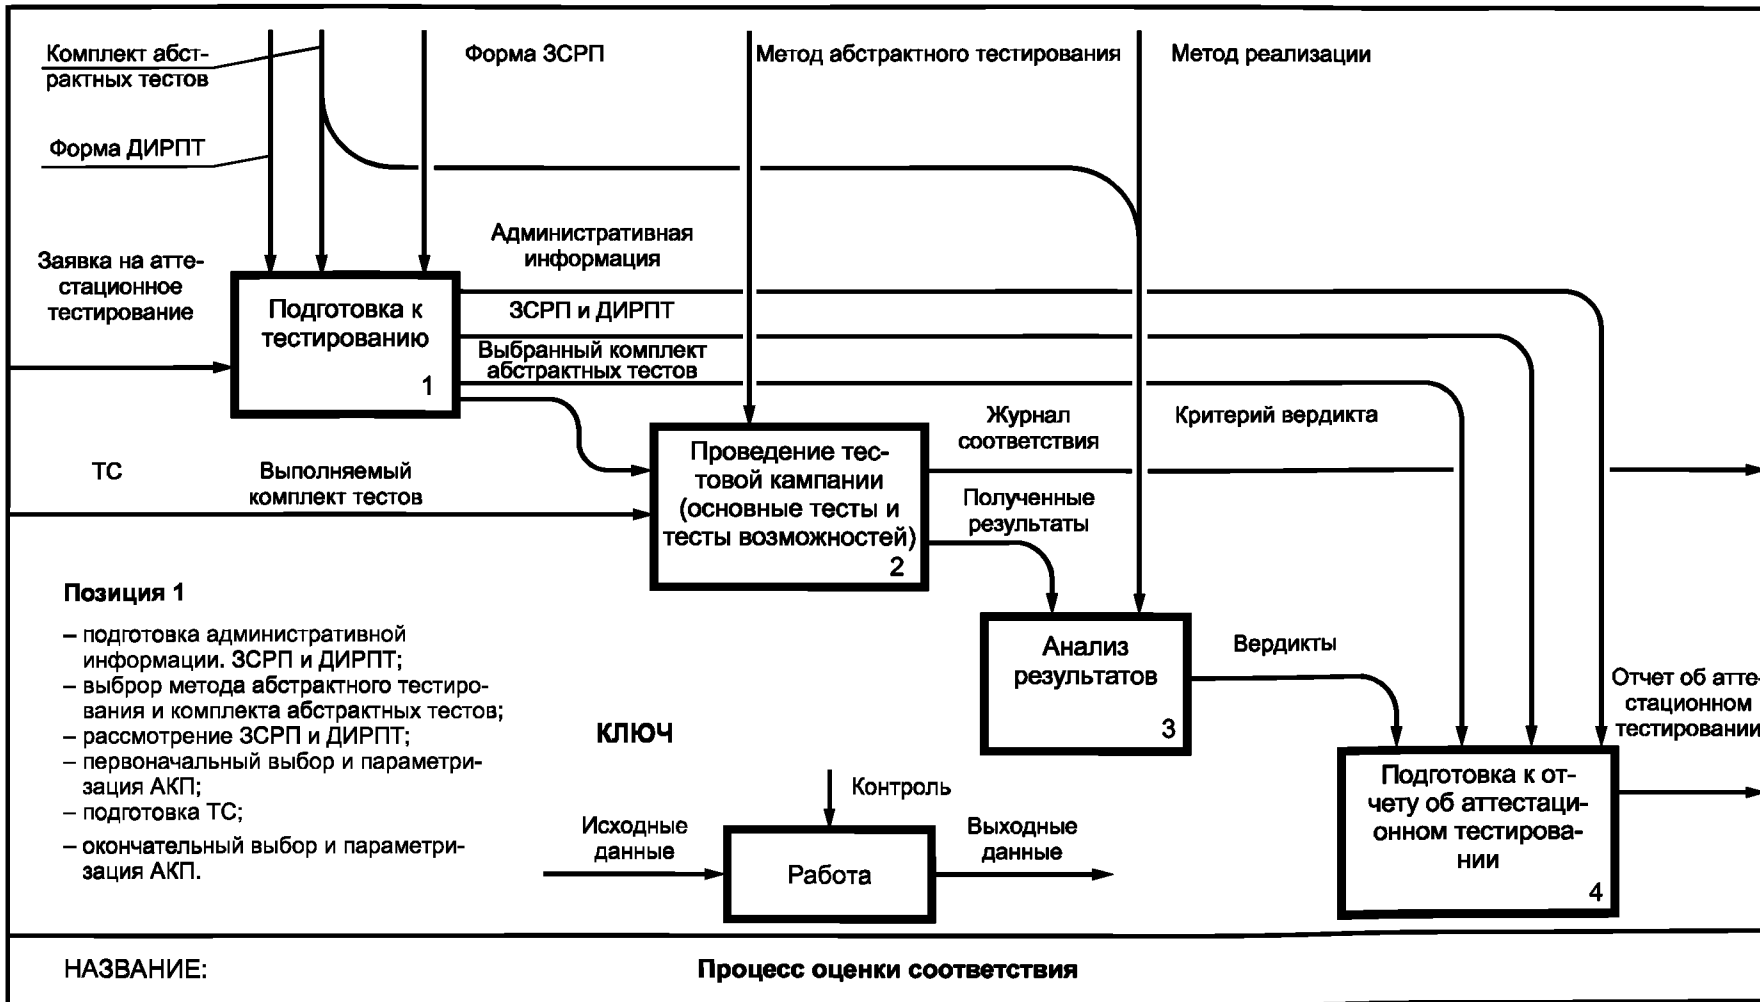 Комплект абст-
рактных тестов
Форма ЗСРП
Метод абстрактного тестирования
Метод реализации
Форма ДИРПТ
Заявка на атте-
стационное
тестирование
Административная
информация
Подготовка к
тестированию
1
ЗСРП и ДИРПТ
Выбранный комплект
абстрактных тестов
Журнал
соответствия
Критерий вердикта
ТС
Выполняемый
комплект тестов
Проведение тес-
товой кампании
(основные тесты и
тесты возможностей)
2
Полученные
результаты
Позиция 1
– подготовка административной
информации. ЗСРП и ДИРПТ;
– выброр метода абстрактного тестиро-
вания и комплекта абстрактных тестов;
– рассмотрение ЗСРП и ДИРПТ;
– первоначальный выбор и параметри-
зация АКП;
– подготовка ТС;
– окончательный выбор и параметри-
зация АКП.
Анализ
результатов
3
Вердикты
Отчет об атте-
стационном
тестировании
КЛЮЧ
Контроль
Исходные
данные
Работа
Выходные
данные
Подготовка к от-
чету об аттестаци-
онном тестирова-
нии
4
НАЗВАНИЕ:
Процесс оценки соответствия